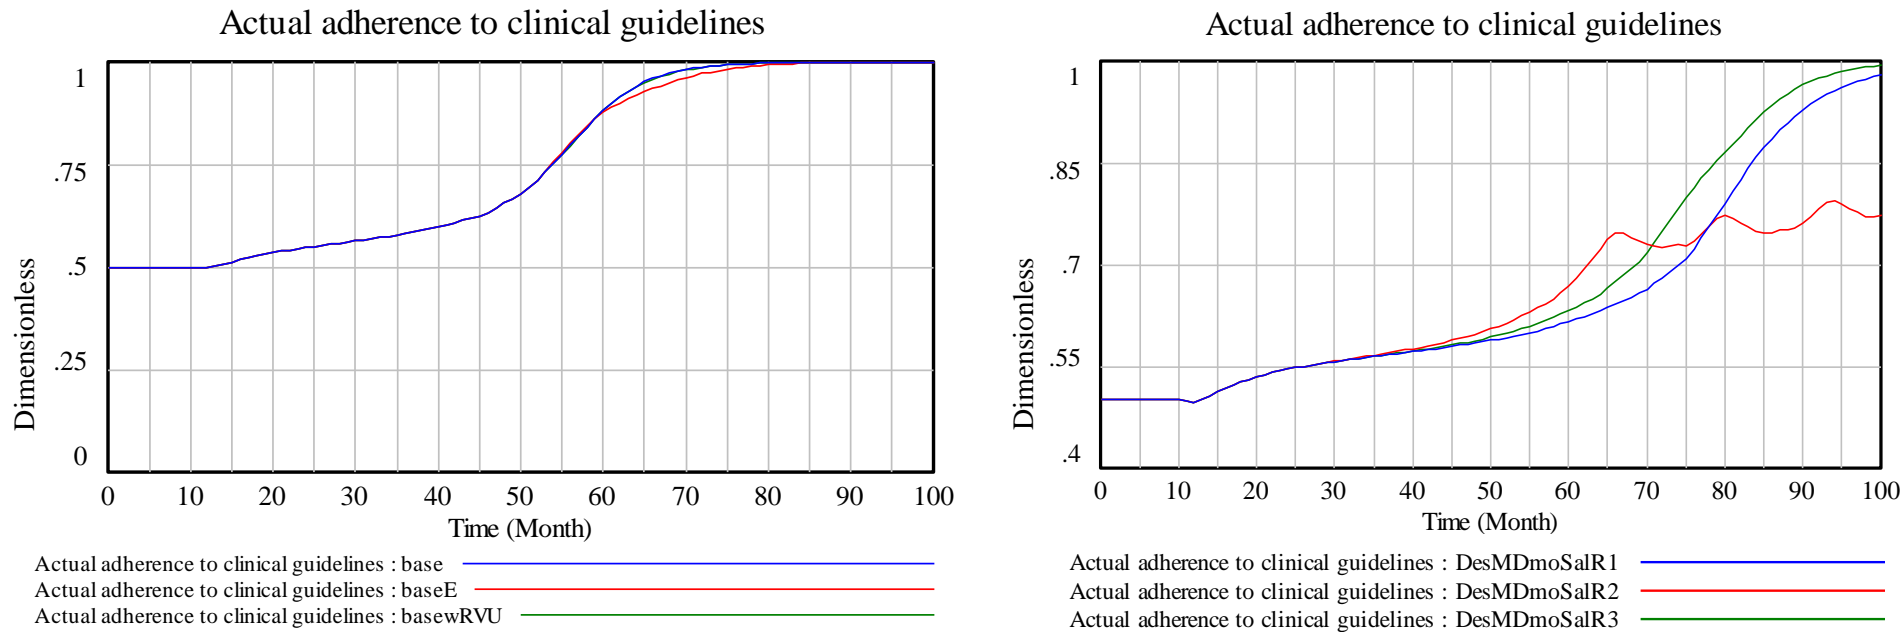 Actual adherence to clinical guidelines
1
.75
.5
.25
0
Dimensionless
0 10 20 30 40 50 60 70 80 90 100
Time (Month)
Actual adherence to clinical guidelines : base
Actual adherence to clinical guidelines : baseE
Actual adherence to clinical guidelines : basewRVU
Actual adherence to clinical guidelines
1
.85
.7
.55
.4
Dimensionless
0 10 20 30 40 50 60 70 80 90 100
Time (Month)
Actual adherence to clinical guidelines : DesMDmoSalR1
Actual adherence to clinical guidelines : DesMDmoSalR2
Actual adherence to clinical guidelines : DesMDmoSalR3